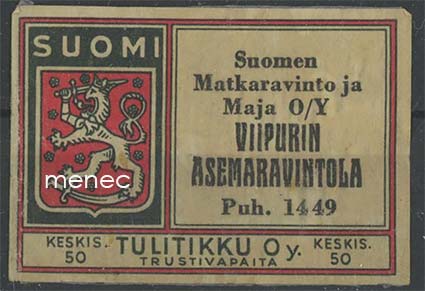 SUOMI
menec
Suomen
Matkaravinto ja
Maja O/Y
VIIPURIN
ASEMARAVINTOLA
Puh. 1449
KESKIS.
50
TULITIKKU Oy.
TRUSTIVAPAITA
KESKIS.
50